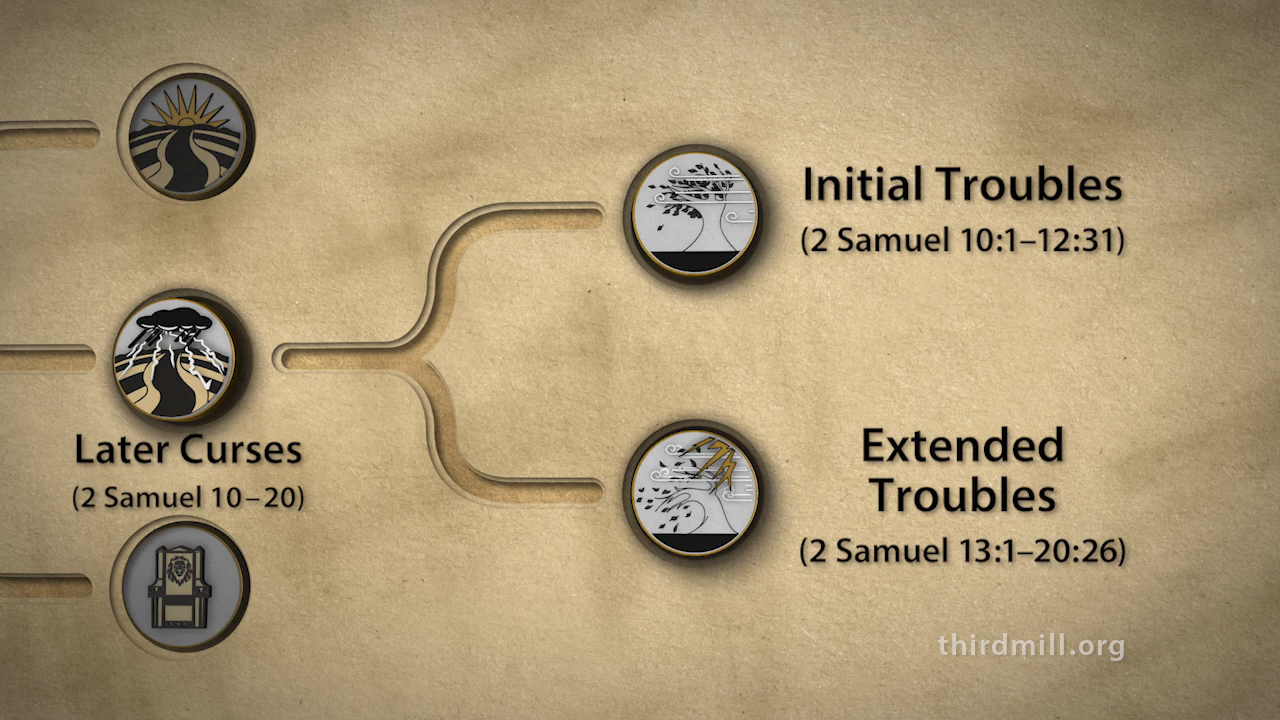 Initial Troubles
(2 Samuel 10:1–12:31)
Later Curses
(2 Samuel 10–20)
Extended
Troubles
(2 Samuel 13:1–20:26)
thirdmill.org